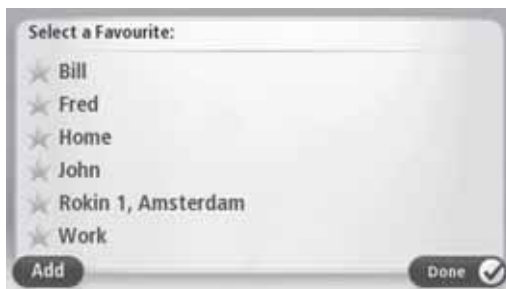 Select a Favourite:
Bill
Fred
Home
John
Rokin 1, Amsterdam
Work
Add
Done